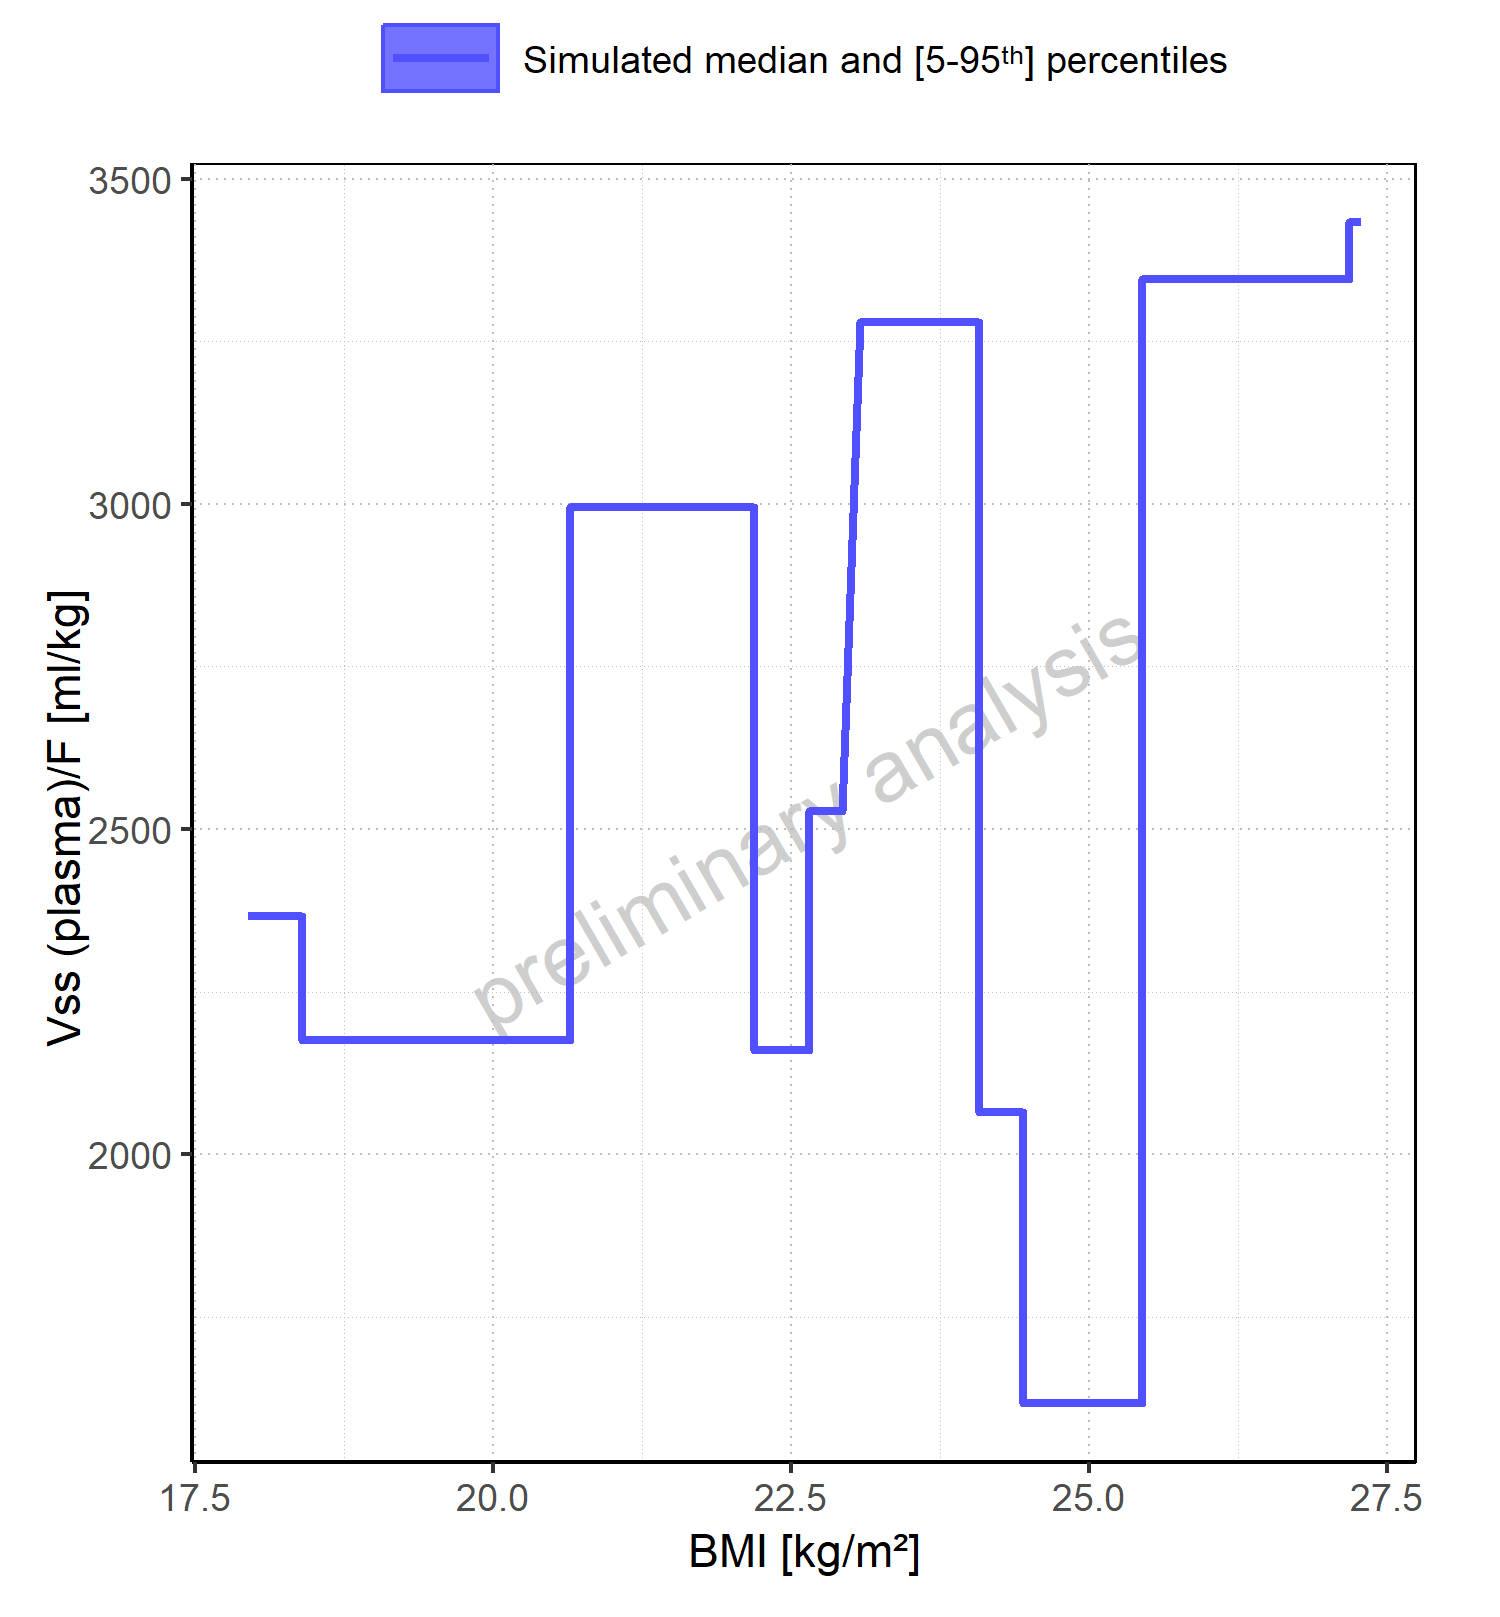 Simulated median and [5-95ᵗʰ] percentiles
3500
3000
2500
2000
Vss (plasma)/F [ml/kg]
preliminary analysis
17.5
20.0
22.5
25.0
27.5
BMI [kg/m²]